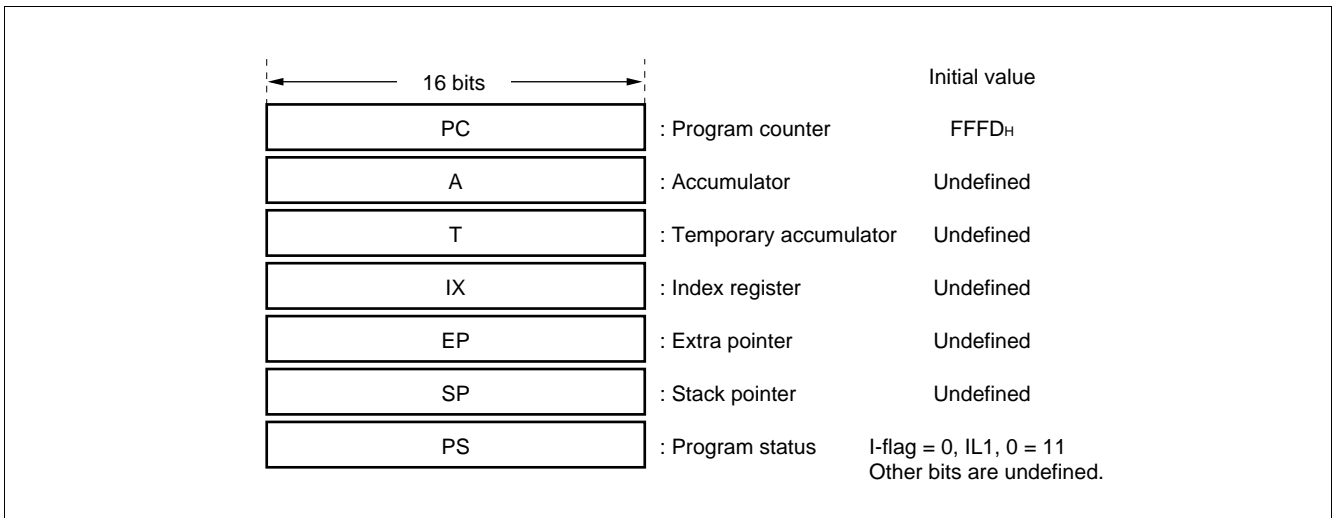 16 bits Initial value
PC : Program counter FFFDH
A : Accumulator Undefined
T : Temporary accumulator Undefined
IX : Index register Undefined
EP : Extra pointer Undefined
SP : Stack pointer Undefined
PS : Program status I-flag = 0, IL1, 0 = 11
Other bits are undefined.